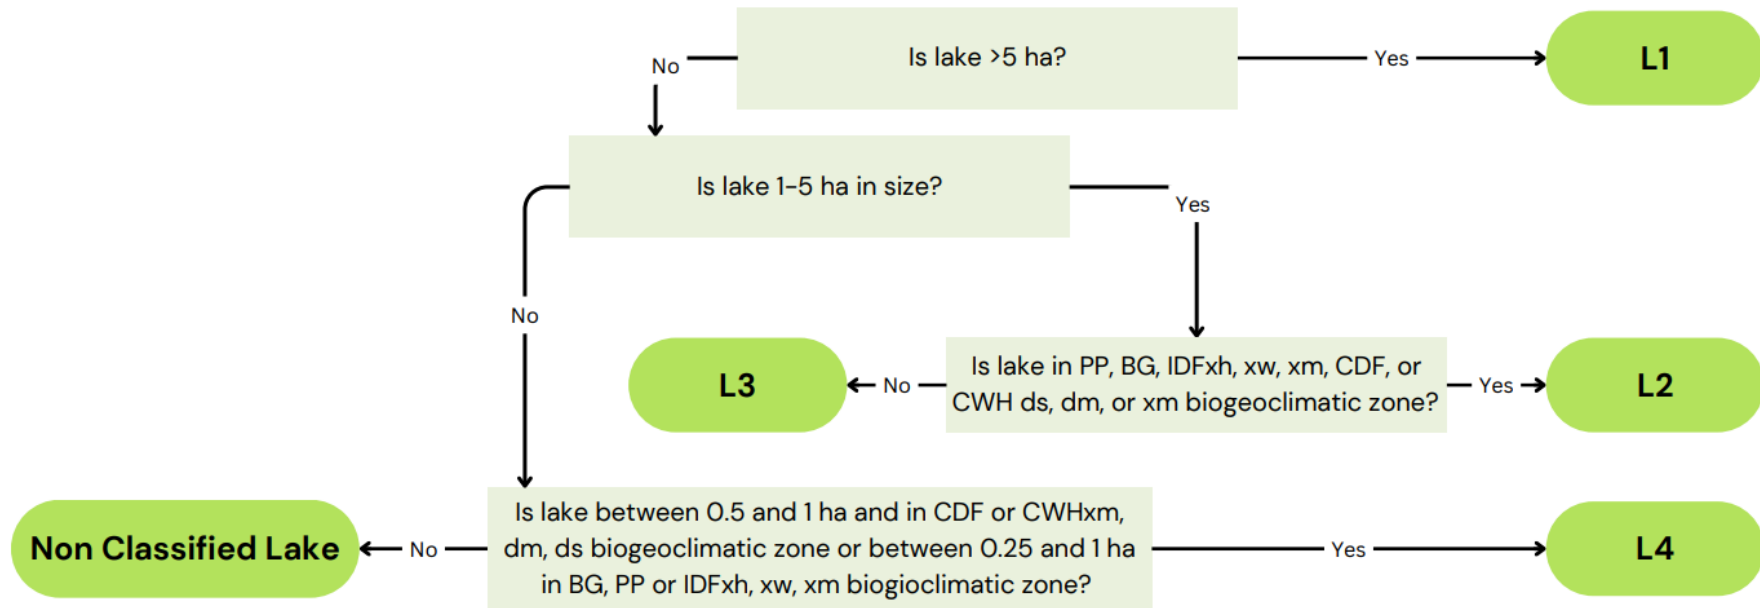 Is lake >5 ha?
No
Yes
L1
Is lake 1-5 ha in size?
Yes
No
Is lake in PP, BG, IDFxh, xw, xm, CDF, or
CWH ds, dm, or xm biogeoclimatic zone?
No
L3
Yes
L2
Is lake between 0.5 and 1 ha and in CDF or CWHxm,
dm, ds biogeoclimatic zone or between 0.25 and 1 ha
in BG, PP or IDFxh, xw, xm biogioclimatic zone?
No
Non Classified Lake
Yes
L4